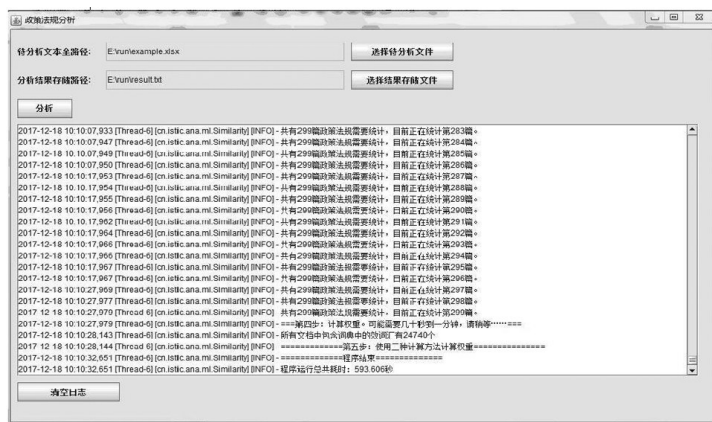 政策法规分析
待分析文本全路径: E:\run\example.xlsx 选择待分析文件
分析结果存储路径: E:\run\result.txt 选择结果存储文件
分析
2017-12-18 10:10:07,933 [Thread-6] [cn.istic.ana.ml.Similarity] [INFO] - 共有299篇政策法规需要统计，目前正在统计第283篇。
2017-12-18 10:10:07,947 [Thread-6] [cn.istic.ana.ml.Similarity] [INFO] - 共有299篇政策法规需要统计，目前正在统计第284篇。
2017-12-18 10:10:07,949 [Thread-6] [cn.istic.ana.ml.Similarity] [INFO] - 共有299篇政策法规需要统计，目前正在统计第285篇。
2017-12-18 10:10:07,950 [Thread-6] [cn.istic.ana.ml.Similarity] [INFO] - 共有299篇政策法规需要统计，目前正在统计第286篇。
2017-12-18 10:10:17,953 [Thread-6] [cn.istic.ana.ml.Similarity] [INFO] - 共有299篇政策法规需要统计，目前正在统计第287篇。
2017-12-18 10:10:17,954 [Thread-6] [cn.istic.ana.ml.Similarity] [INFO] - 共有299篇政策法规需要统计，目前正在统计第288篇。
2017-12-18 10:10:17,955 [Thread-6] [cn.istic.ana.ml.Similarity] [INFO] - 共有299篇政策法规需要统计，目前正在统计第289篇。
2017-12-18 10:10:17,956 [Thread-6] [cn.istic.ana.ml.Similarity] [INFO] - 共有299篇政策法规需要统计，目前正在统计第290篇。
2017-12-18 10:10:17,962 [Thread-6] [cn.istic.ana.ml.Similarity] [INFO] - 共有299篇政策法规需要统计，目前正在统计第291篇。
2017-12-18 10:10:17,964 [Thread-6] [cn.istic.ana.ml.Similarity] [INFO] - 共有299篇政策法规需要统计，目前正在统计第292篇。
2017-12-18 10:10:17,966 [Thread-6] [cn.istic.ana.ml.Similarity] [INFO] - 共有299篇政策法规需要统计，目前正在统计第293篇。
2017-12-18 10:10:17,966 [Thread-6] [cn.istic.ana.ml.Similarity] [INFO] - 共有299篇政策法规需要统计，目前正在统计第294篇。
2017-12-18 10:10:17,967 [Thread-6] [cn.istic.ana.ml.Similarity] [INFO] - 共有299篇政策法规需要统计，目前正在统计第295篇。
2017-12-18 10:10:17,967 [Thread-6] [cn.istic.ana.ml.Similarity] [INFO] - 共有299篇政策法规需要统计，目前正在统计第296篇。
2017-12-18 10:10:27,969 [Thread-6] [cn.istic.ana.ml.Similarity] [INFO] - 共有299篇政策法规需要统计，目前正在统计第297篇。
2017-12-18 10:10:27,977 [Thread-6] [cn.istic.ana.ml.Similarity] [INFO] - 共有299篇政策法规需要统计，目前正在统计第298篇。
2017-12-18 10:10:27,979 [Thread-6] [cn.istic.ana.ml.Similarity] [INFO] - 共有299篇政策法规需要统计，目前正在统计第299篇。
2017-12-18 10:10:27,979 [Thread-6] [cn.istic.ana.ml.Similarity] [INFO] - ===第四步：计算权重。可能需要几十秒到一分钟，请稍等······===
2017-12-18 10:10:28,143 [Thread-6] [cn.istic.ana.ml.Similarity] [INFO] - 所有文档中包含词典中的的词汇有24740个
2017-12-18 10:10:28,144 [Thread-6] [cn.istic.ana.ml.Similarity] [INFO] - =============第五步：使用二种计算方法计算权重===============
2017-12-18 10:10:32,651 [Thread-6] [cn.istic.ana.ml.Similarity] [INFO] - =============程序结束==============
2017-12-18 10:10:32,651 [Thread-6] [cn.istic.ana.ml.Similarity] [INFO] - 程序运行总共耗时：593.606秒
清空日志